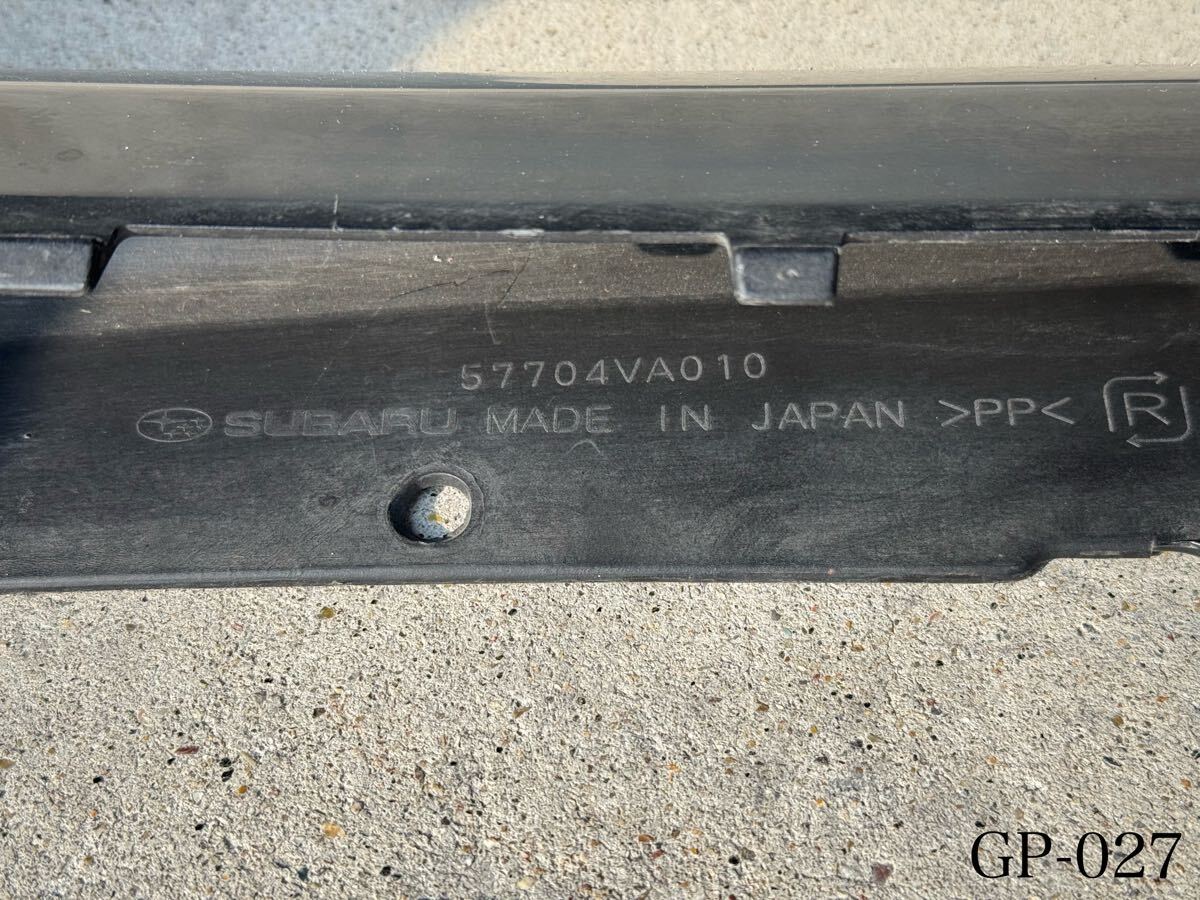 57704VA010
SUBARU MADE IN JAPAN >PP< R
GP-027